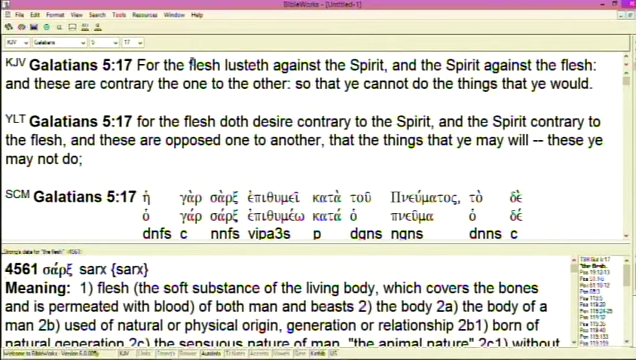 BibleWorks - [Untitled-1]
File Edit Format View Search Tools Resources Window Help
KJV Galatians 5 17
KJV Galatians 5:17 For the flesh lusteth against the Spirit, and the Spirit against the flesh:
and these are contrary the one to the other: so that ye cannot do the things that ye would.
YLT Galatians 5:17 for the flesh doth desire contrary to the Spirit, and the Spirit contrary to
the flesh, and these are opposed one to another, that the things that ye may will -- these ye
may not do;
SCM Galatians 5:17 ἡ γὰρ σὰρξ ἐπιθυμεῖ κατὰ τοῦ Πνεύματος, τὸ δὲ
ὁ γάρ σάρξ ἐπιθυμέω κατά ὁ πνεῦμα ὁ δέ
dnfs c nnfs vipa3s p dgns ngns dnns c
4561 σάρξ sarx {sarx}
Meaning: 1) flesh (the soft substance of the living body, which covers the bones
and is permeated with blood) of both man and beasts 2) the body 2a) the body of a
man 2b) used of natural or physical origin, generation or relationship 2b1) born of
natural generation 2c) the sensuous nature of man, "the animal nature" 2c1) without